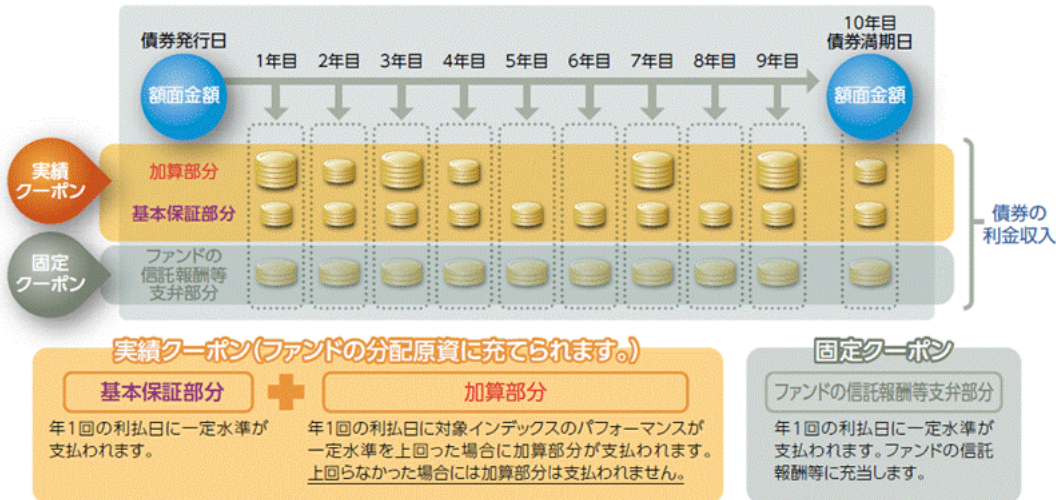 10年目
債券発行日
債券満期日
1年目 2年目 3年目 4年目 5年目 6年目 7年目 8年目 9年目
額面金額
額面金額
実績
クーポン
加算部分
基本保証部分
債券の
利金収入
固定
クーポン
ファンドの
信託報酬等
支弁部分
実績クーポン(ファンドの分配原資に充てられます。)
基本保証部分
加算部分
年1回の利払日に一定水準が
支払われます。
年1回の利払日に対象インデックスのパフォーマンスが
一定水準を上回った場合に加算部分が支払われます。
上回らなかった場合には加算部分は支払われません。
固定クーポン
ファンドの信託報酬等支弁部分
年1回の利払日に一定水準が
支払われます。ファンドの信託
報酬等に充当します。